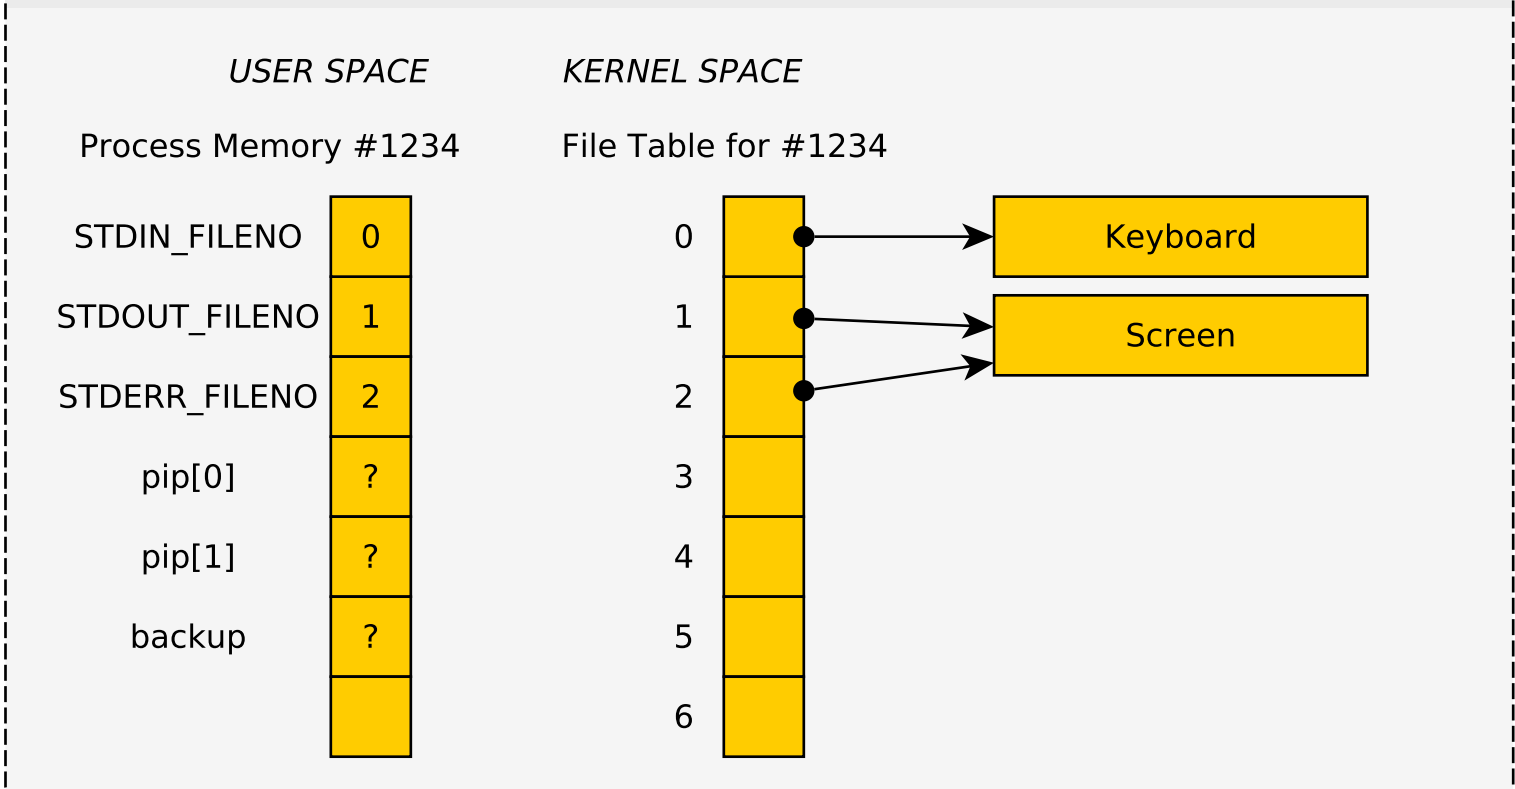 USER SPACE KERNEL SPACE
Process Memory #1234 File Table for #1234
STDIN_FILENO 0 0 Keyboard
STDOUT_FILENO 1 1 Screen
STDERR_FILENO 2 2
pip[0] ? 3
pip[1] ? 4
backup ? 5
6